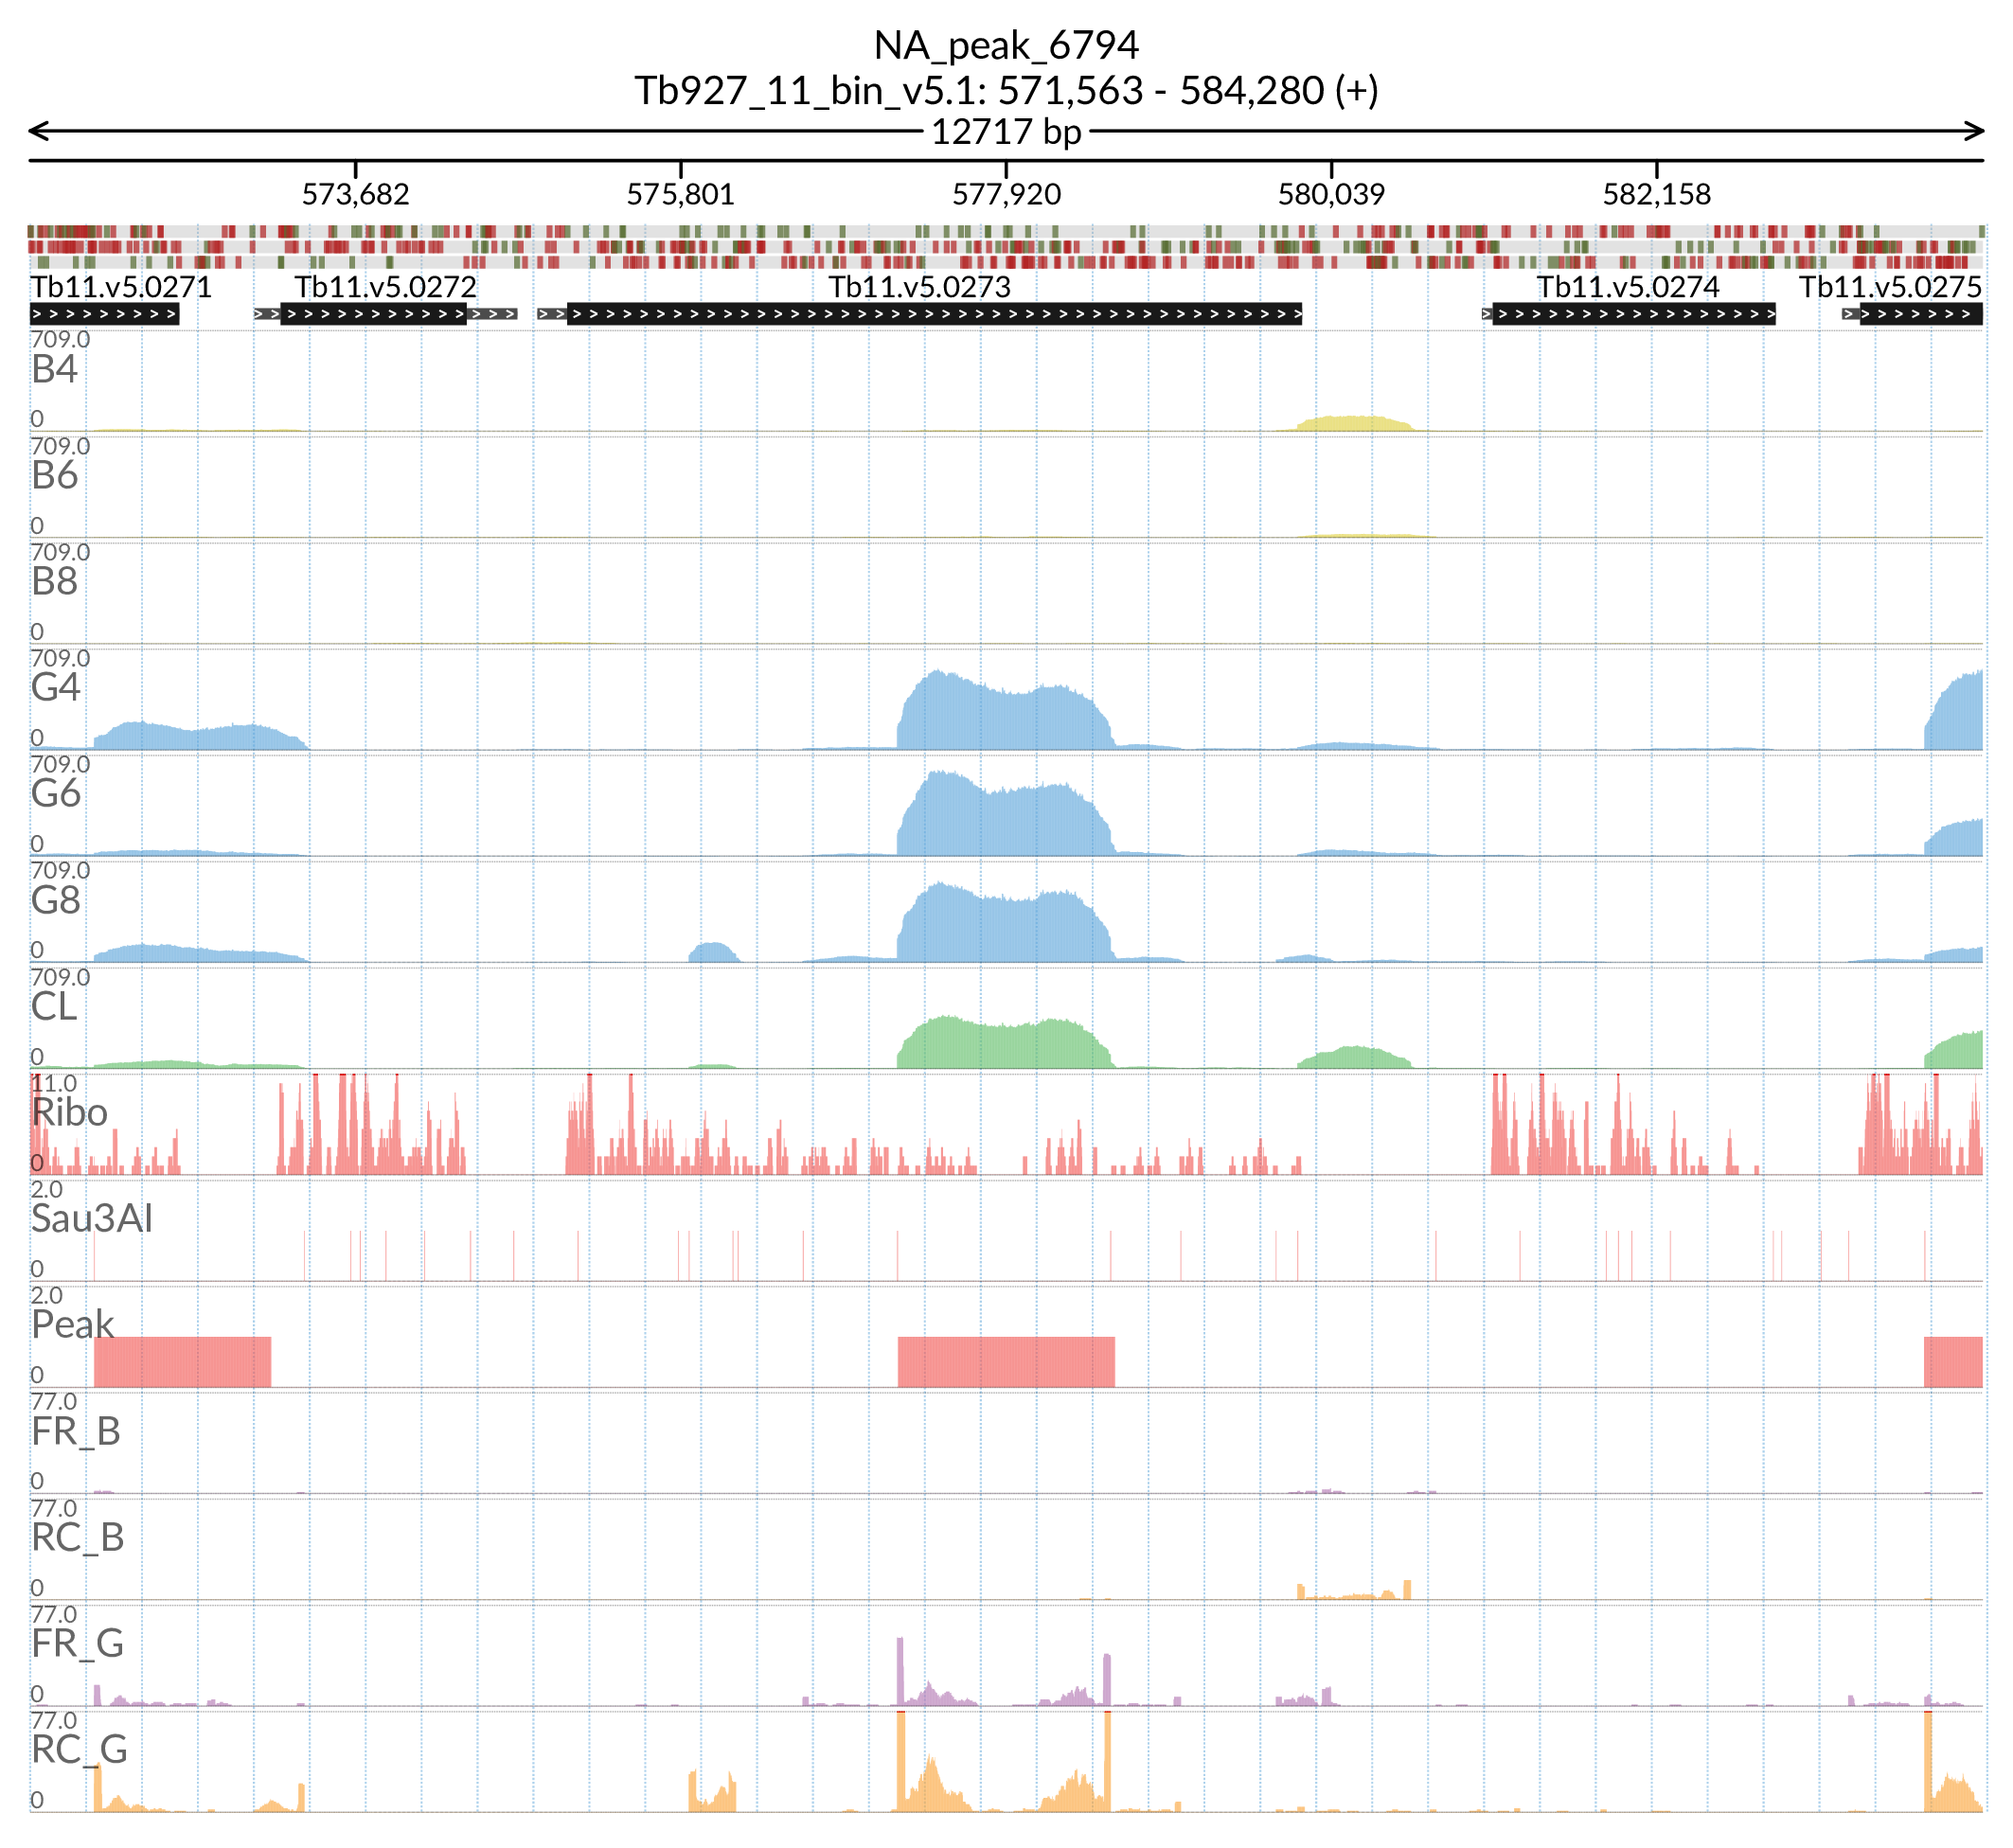 NA_peak_6794
Tb927_11_bin_v5.1: 571,563 - 584,280 (+)
12717 bp
573,682 575,801 577,920 580,039 582,158
Tb11.v5.0271 Tb11.v5.0272 Tb11.v5.0273 Tb11.v5.0274 Tb11.v5.0275
709.0
B4
0
709.0
B6
0
709.0
B8
0
709.0
G4
0
709.0
G6
0
709.0
G8
0
709.0
CL
0
11.0
Ribo
0
2.0
Sau3AI
0
2.0
Peak
0
77.0
FR_B
0
77.0
RC_B
0
77.0
FR_G
0
77.0
RC_G
0